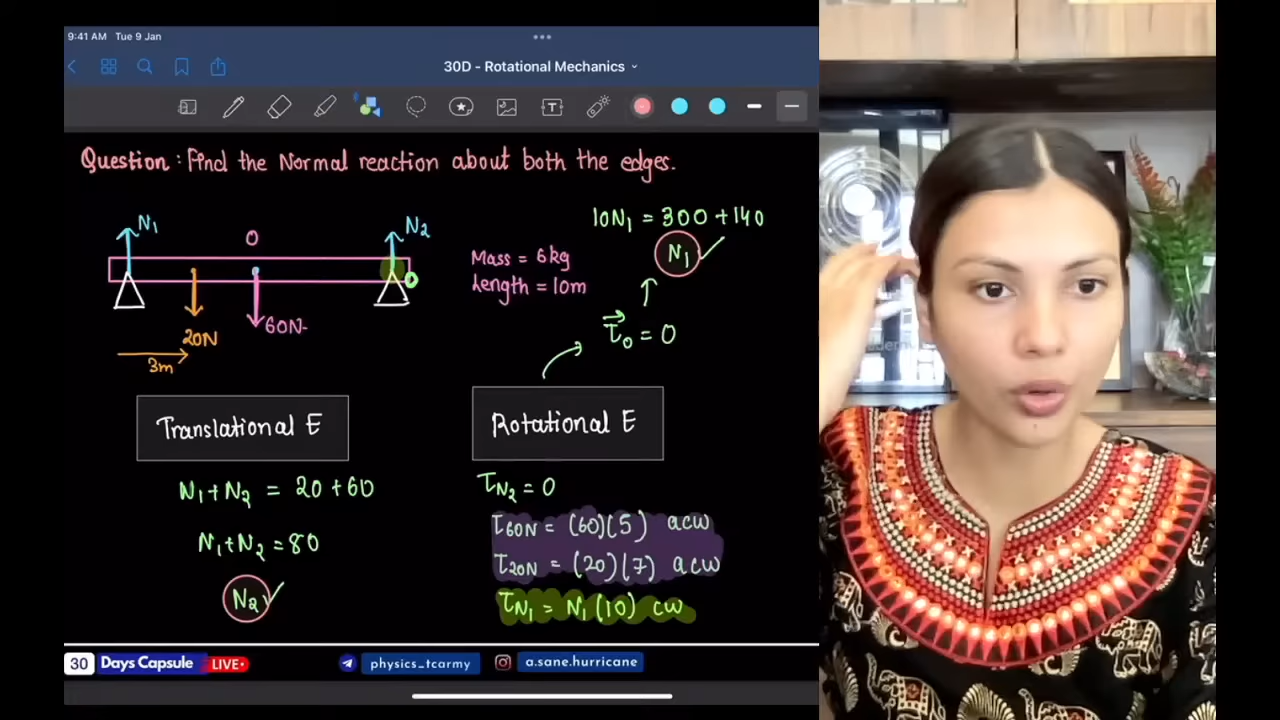 9:41 AM Tue 9 Jan
30D - Rotational Mechanics
Question : Find the Normal reaction about both the edges.
N₁
O
N₂
O
20N
60N
3m
Mass = 6kg
Length = 10m
10N₁ = 300 + 140
N₁
τ₀ = 0
Translational E
N₁+N₂ = 20+60
N₁+N₂ = 80
N₂
Rotational E
τN₂ = 0
τ60N = (60)(5) acw
τ20N = (20)(7) acw
τN₁ = N₁(10) cw
30 Days Capsule LIVE
physics_tcarmy
a.sane.hurricane